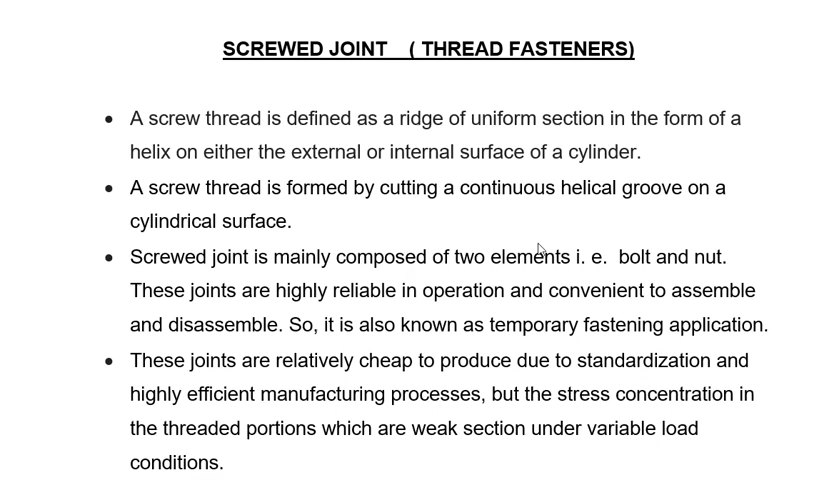 SCREWED JOINT ( THREAD FASTENERS)
• A screw thread is defined as a ridge of uniform section in the form of a
helix on either the external or internal surface of a cylinder.
• A screw thread is formed by cutting a continuous helical groove on a
cylindrical surface.
• Screwed joint is mainly composed of two elements i. e. bolt and nut.
These joints are highly reliable in operation and convenient to assemble
and disassemble. So, it is also known as temporary fastening application.
• These joints are relatively cheap to produce due to standardization and
highly efficient manufacturing processes, but the stress concentration in
the threaded portions which are weak section under variable load
conditions.